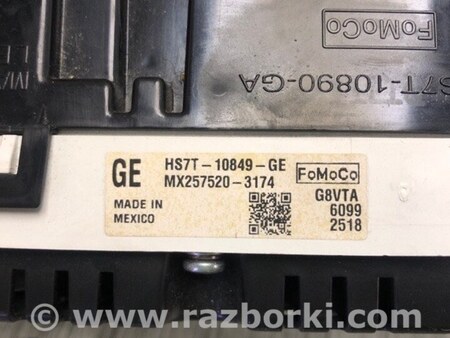 FoMoCo
S7T-10890-GA
GE
HS7T-10849-GE
MX257520-3174
FoMoCo
MADE IN
MEXICO
G8VTA
6099
2518
www.razborki.com